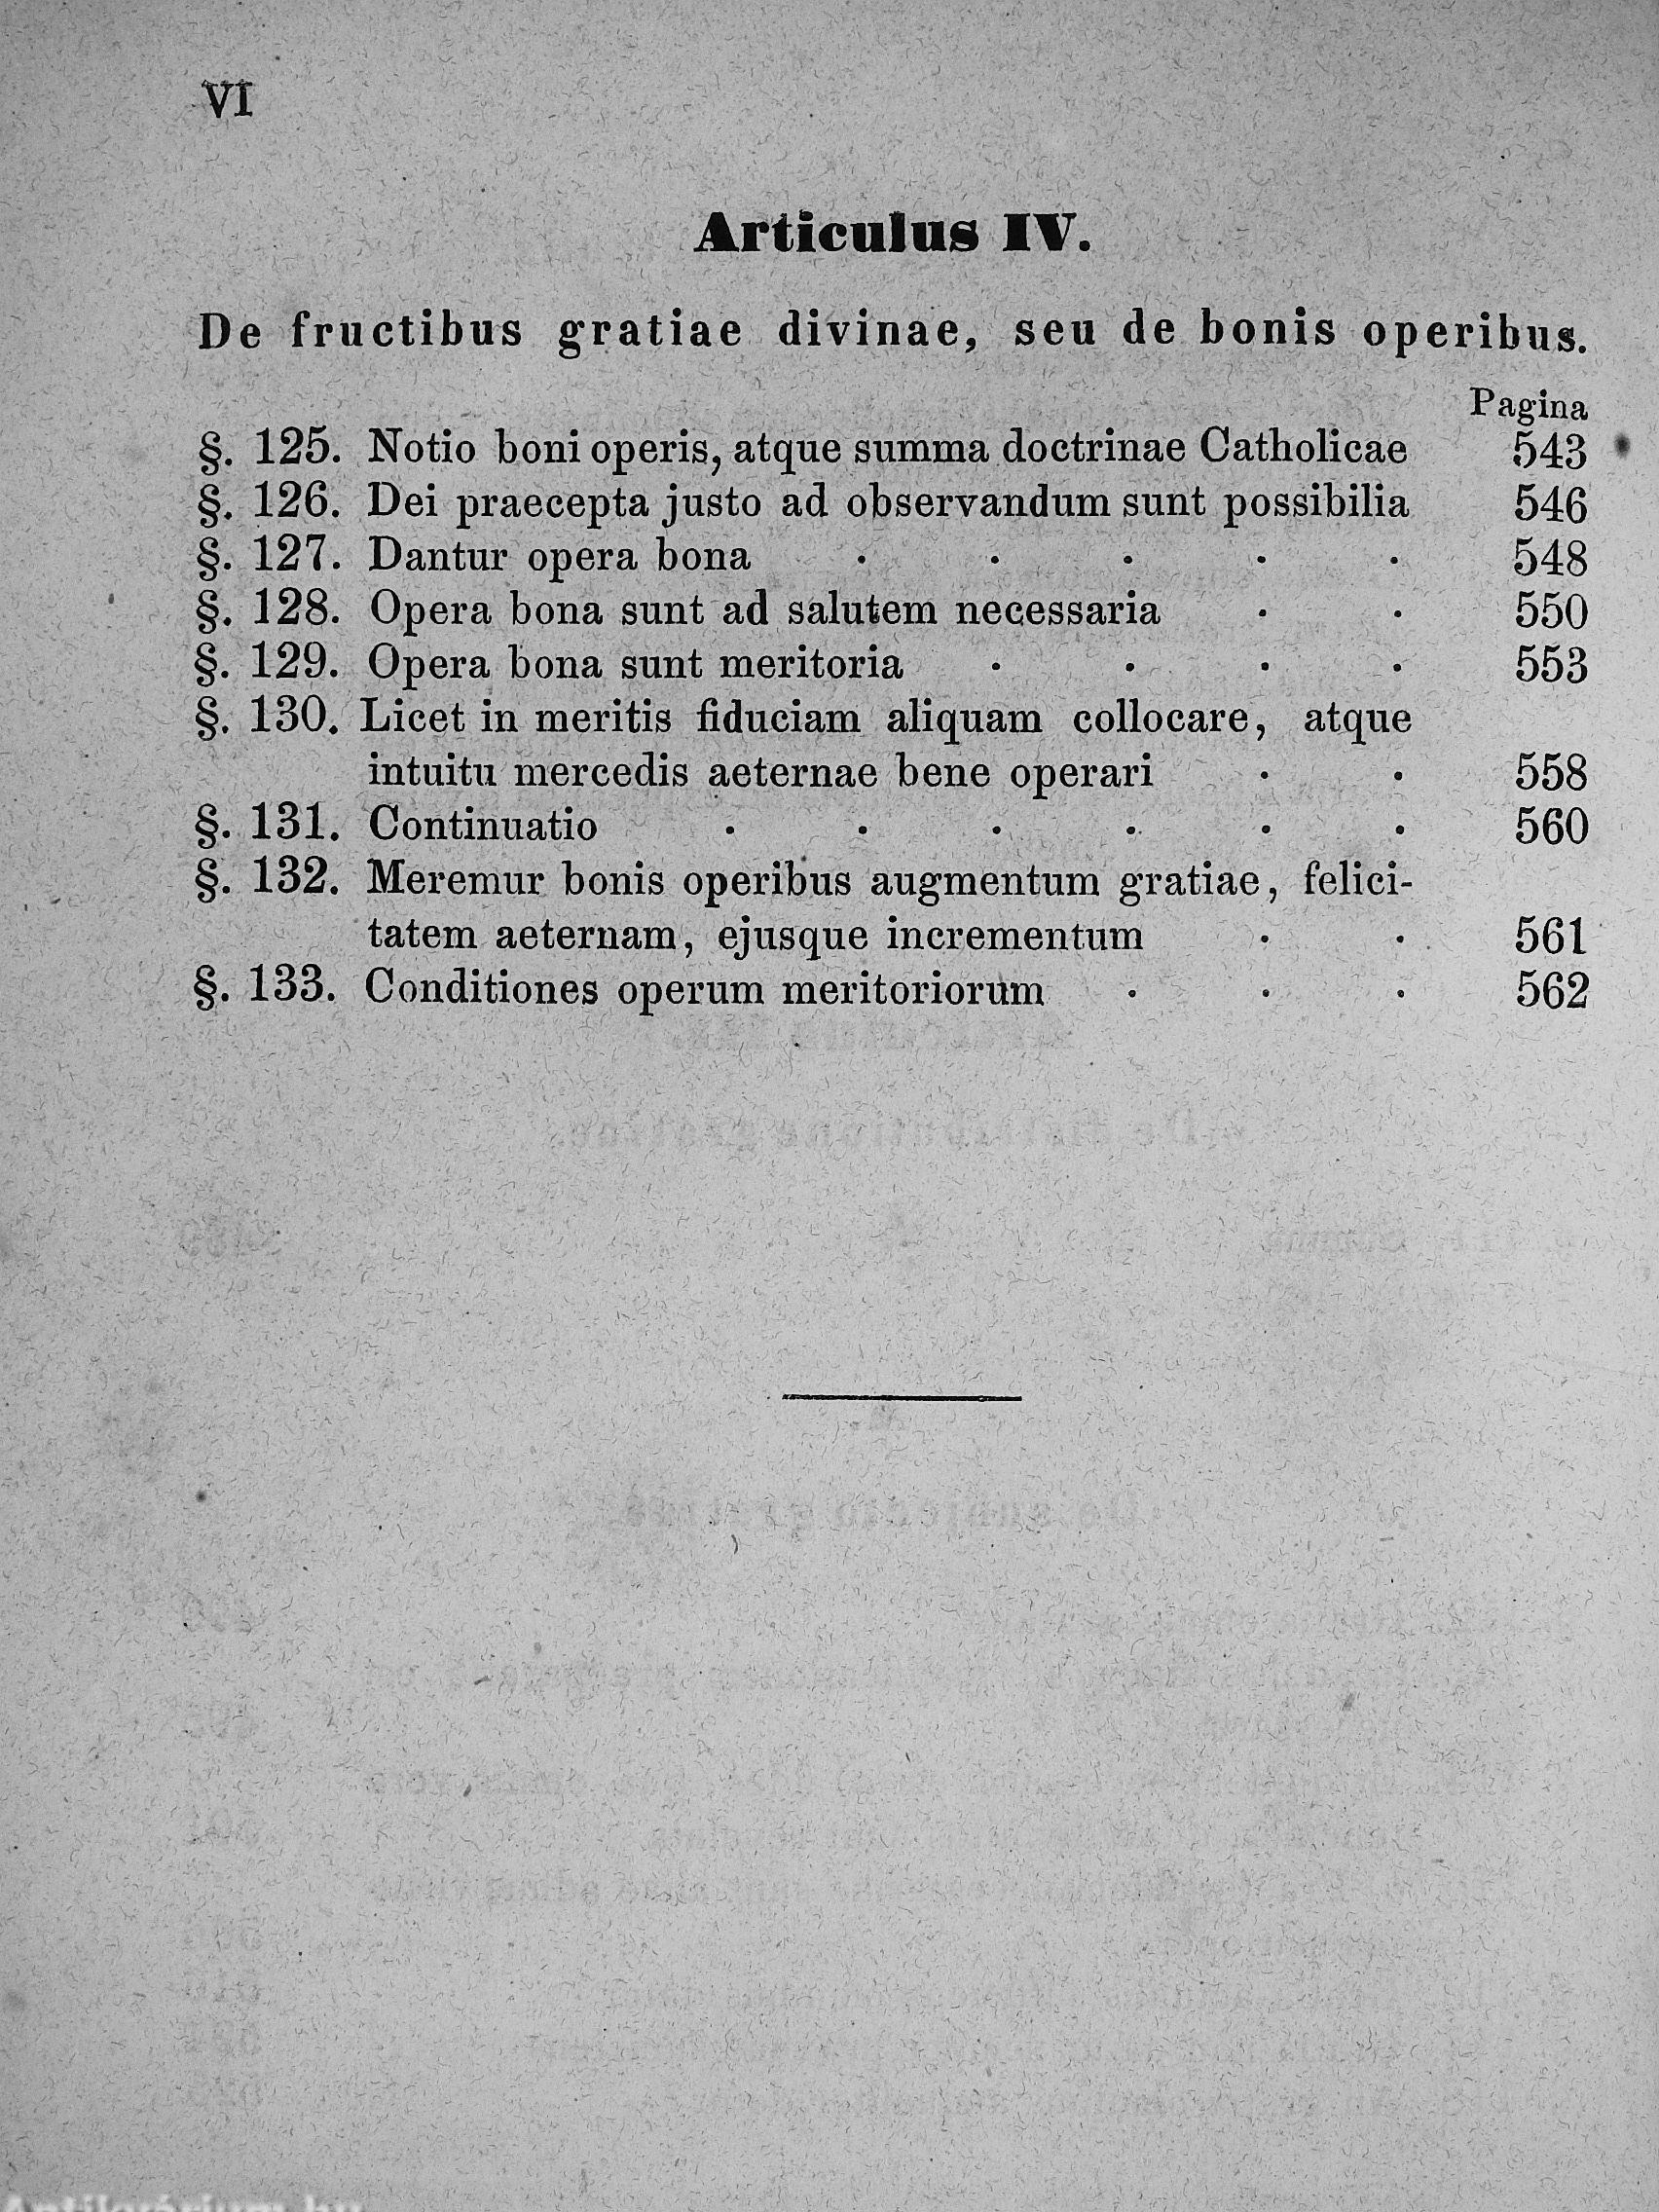 VI
Articulus IV.
De fructibus gratiae divinae, seu de bonis operibus.
Pagina
§. 125. Notio boni operis, atque summa doctrinae Catholicae 543
§. 126. Dei praecepta justo ad observandum sunt possibilia 546
§. 127. Dantur opera bona . . . . . 548
§. 128. Opera bona sunt ad salutem necessaria . . 550
§. 129. Opera bona sunt meritoria . . . . 553
§. 130. Licet in meritis fiduciam aliquam collocare, atque
intuitu mercedis aeternae bene operari . . 558
§. 131. Continuatio . . . . . . 560
§. 132. Meremur bonis operibus augmentum gratiae, felici-
tatem aeternam, ejusque incrementum . . 561
§. 133. Conditiones operum meritoriorum . . . 562